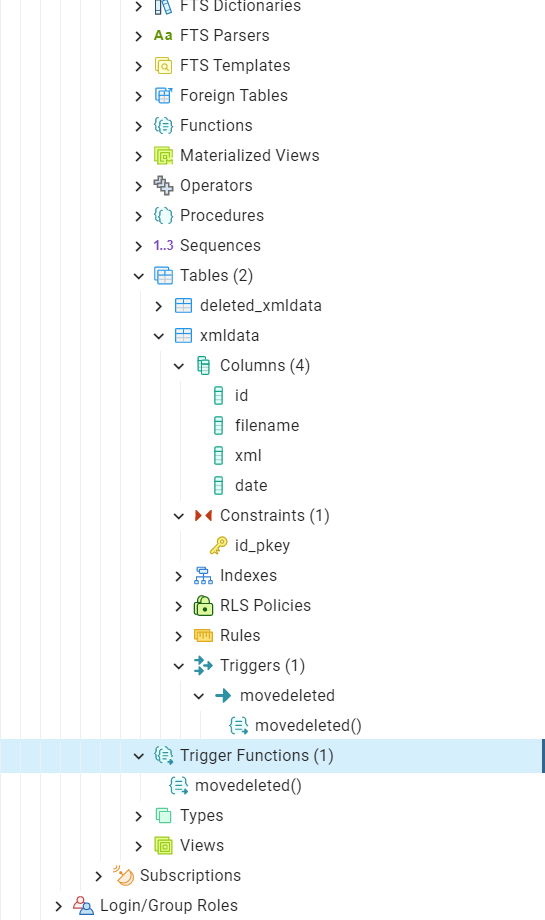 FTS Dictionaries
Aa FTS Parsers
FTS Templates
Foreign Tables
Functions
Materialized Views
Operators
Procedures
1..3 Sequences
Tables (2)
deleted_xmldata
xmldata
Columns (4)
id
filename
xml
date
Constraints (1)
id_pkey
Indexes
RLS Policies
Rules
Triggers (1)
movedeleted
movedeleted()
Trigger Functions (1)
movedeleted()
Types
Views
Subscriptions
Login/Group Roles